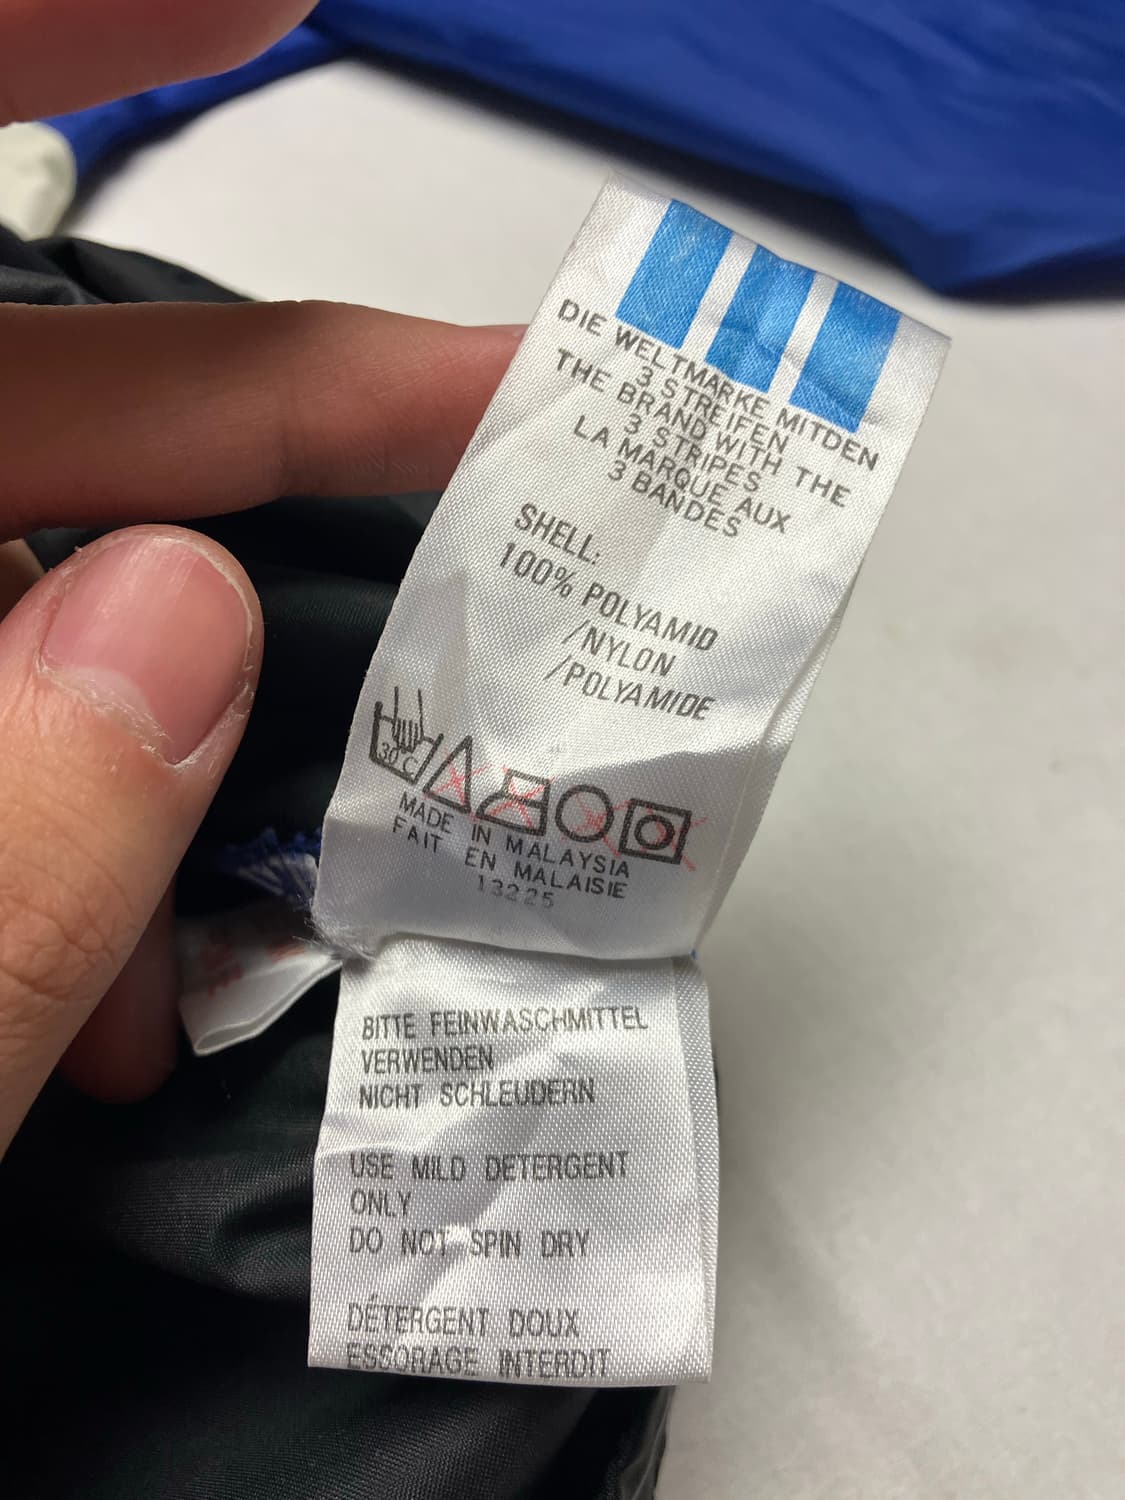 DIE WELTMARKE MITDEN
3 STREIFEN
THE BRAND WITH THE
3 STRIPES
LA MARQUE AUX
3 BANDES
SHELL:
100% POLYAMID
/NYLON
/POLYAMIDE
30°C
MADE IN MALAYSIA
FAIT EN MALAISIE
13225
BITTE FEINWASCHMITTEL
VERWENDEN
NICHT SCHLEUDERN
USE MILD DETERGENT
ONLY
DO NOT SPIN DRY
DÉTERGENT DOUX
ESSORAGE INTERDIT